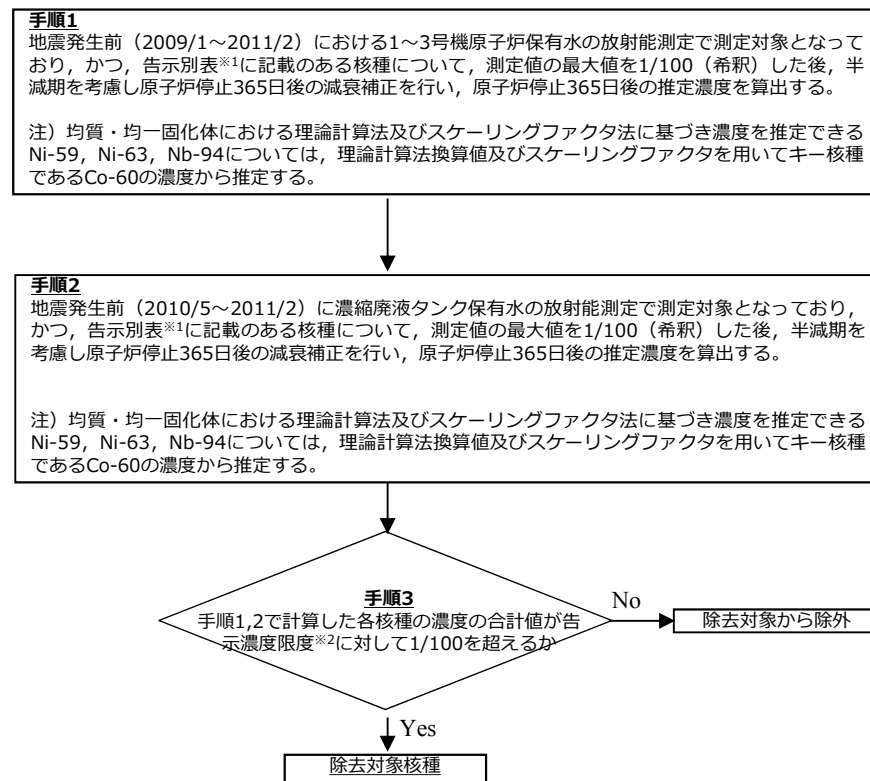 手順1
地震発生前（2009/1～2011/2）における1～3号機原子炉保有水の放射能測定で測定対象となって
おり，かつ，告示別表※1に記載のある核種について，測定値の最大値を1/100（希釈）した後，半
減期を考慮し原子炉停止365日後の減衰補正を行い，原子炉停止365日後の推定濃度を算出する。
注）均質・均一固化体における理論計算法及びスケーリングファクタ法に基づき濃度を推定できる
Ni-59，Ni-63，Nb-94については，理論計算法換算値及びスケーリングファクタを用いてキー核種
であるCo-60の濃度から推定する。
手順2
地震発生前（2010/5～2011/2）に濃縮廃液タンク保有水の放射能測定で測定対象となっており，
かつ，告示別表※1に記載のある核種について，測定値の最大値を1/100（希釈）した後，半減期を
考慮し原子炉停止365日後の減衰補正を行い，原子炉停止365日後の推定濃度を算出する。
注）均質・均一固化体における理論計算法及びスケーリングファクタ法に基づき濃度を推定できる
Ni-59，Ni-63，Nb-94については，理論計算法換算値及びスケーリングファクタを用いてキー核種
であるCo-60の濃度から推定する。
手順3
手順1,2で計算した各核種の濃度の合計値が告
示濃度限度※2に対して1/100を超えるか
No
除去対象から除外
Yes
除去対象核種